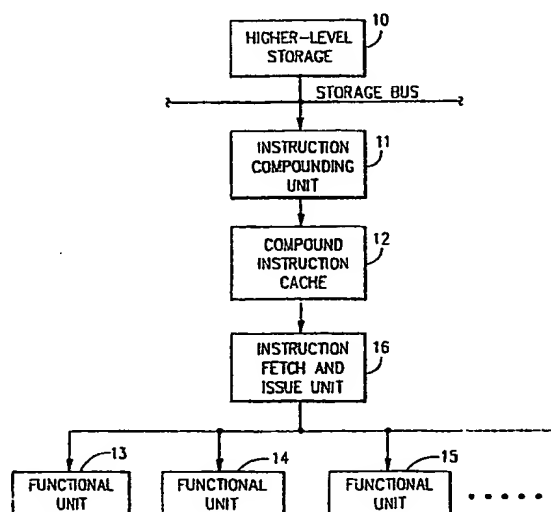 10
HIGHER-LEVEL
STORAGE
STORAGE BUS
11
INSTRUCTION
COMPOUNDING
UNIT
12
COMPOUND
INSTRUCTION
CACHE
16
INSTRUCTION
FETCH AND
ISSUE UNIT
13
14
15
FUNCTIONAL
UNIT
FUNCTIONAL
UNIT
FUNCTIONAL
UNIT